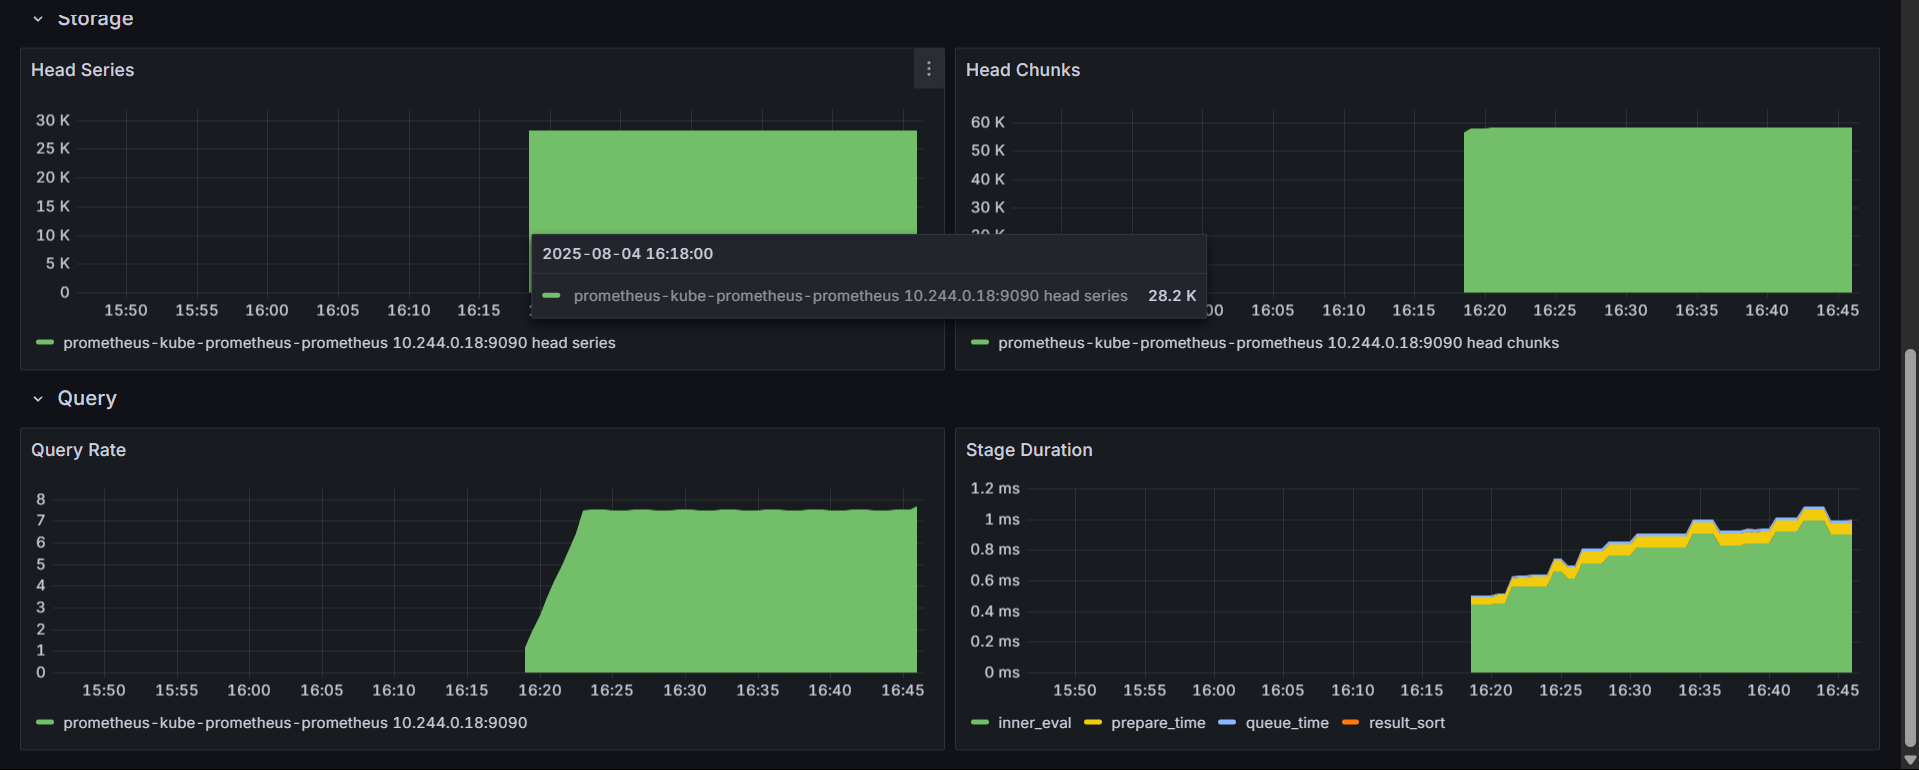 Storage
Head Series
30 K
25 K
20 K
15 K
10 K
5 K
0
15:50 15:55 16:00 16:05 16:10 16:15
prometheus-kube-prometheus-prometheus 10.244.0.18:9090 head series
Head Chunks
60 K
50 K
40 K
30 K
20 K
00 16:05 16:10 16:15 16:20 16:25 16:30 16:35 16:40 16:45
prometheus-kube-prometheus-prometheus 10.244.0.18:9090 head chunks
2025-08-04 16:18:00
prometheus-kube-prometheus-prometheus 10.244.0.18:9090 head series 28.2 K
Query
Query Rate
8
7
6
5
4
3
2
1
0
15:50 15:55 16:00 16:05 16:10 16:15 16:20 16:25 16:30 16:35 16:40 16:45
prometheus-kube-prometheus-prometheus 10.244.0.18:9090
Stage Duration
1.2 ms
1 ms
0.8 ms
0.6 ms
0.4 ms
0.2 ms
0 ms
15:50 15:55 16:00 16:05 16:10 16:15 16:20 16:25 16:30 16:35 16:40 16:45
inner_eval prepare_time queue_time result_sort